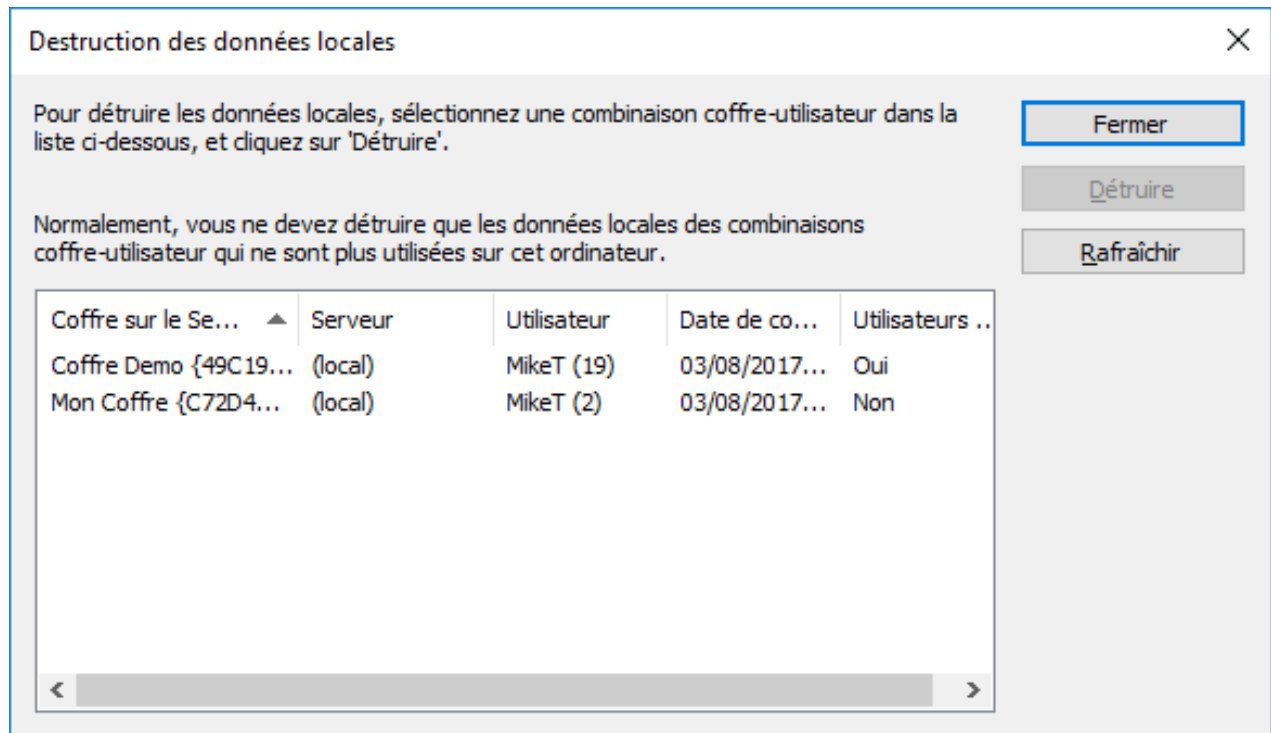 Destruction des données locales
Pour détruire les données locales, sélectionnez une combinaison coffre-utilisateur dans la
liste ci-dessous, et cliquez sur 'Détruire'.
Fermer
Détruire
Normalement, vous ne devez détruire que les données locales des combinaisons
coffre-utilisateur qui ne sont plus utilisées sur cet ordinateur.
Rafraîchir
Coffre sur le Se... Serveur Utilisateur Date de co... Utilisateurs ..
Coffre Demo {49C19... (local) MikeT (19) 03/08/2017... Oui
Mon Coffre {C72D4... (local) MikeT (2) 03/08/2017... Non